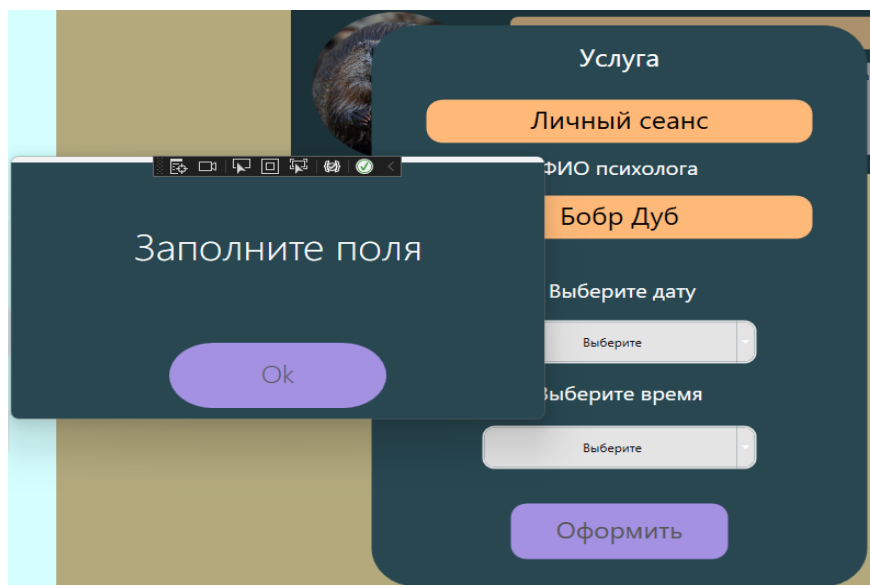 Услуга
Личный сеанс
ФИО психолога
Бобр Дуб
Заполните поля
Ok
Выберите дату
Выберите
Выберите время
Выберите
Оформить